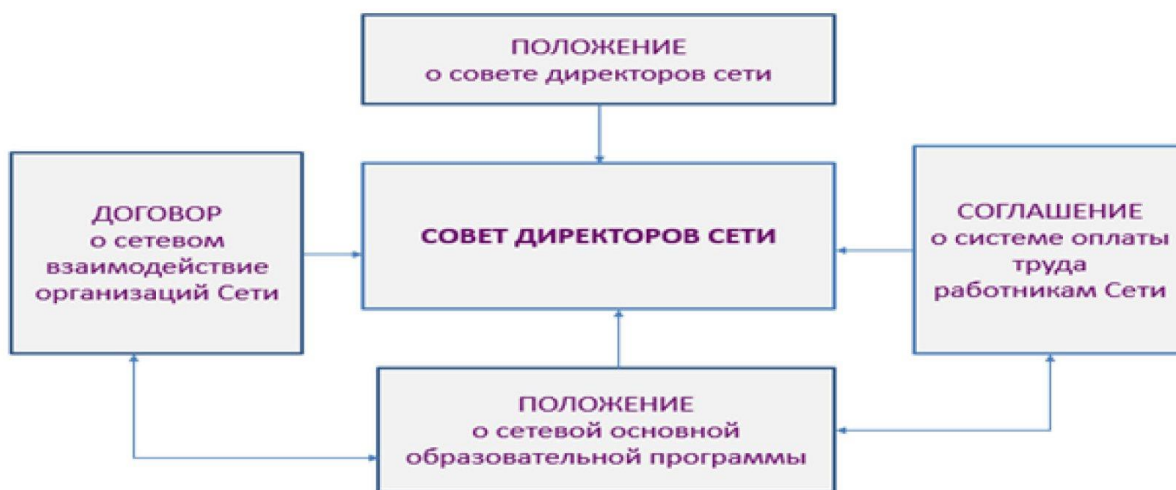 ПОЛОЖЕНИЕ
о совете директоров сети
ДОГОВОР
о сетевом
взаимодействие
организаций Сети
СОВЕТ ДИРЕКТОРОВ СЕТИ
СОГЛАШЕНИЕ
о системе оплаты
труда
работникам Сети
ПОЛОЖЕНИЕ
о сетевой основной
образовательной программы